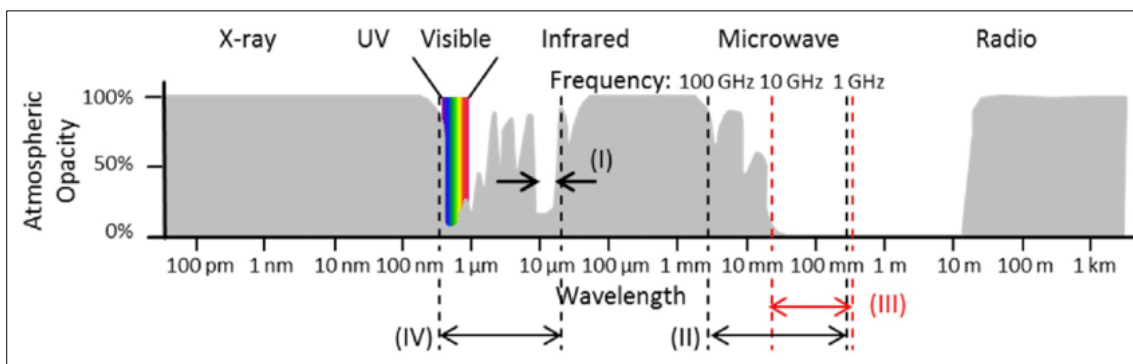 X-ray UV Visible Infrared Microwave Radio
Frequency: 100 GHz 10 GHz 1 GHz
Atmospheric
Opacity
100%
50%
0%
(I)
100 pm 1 nm 10 nm 100 nm 1 µm 10 µm 100 µm 1 mm 10 mm 100 mm 1 m 10 m 100 m 1 km
Wavelength
(IV) (II) (III)